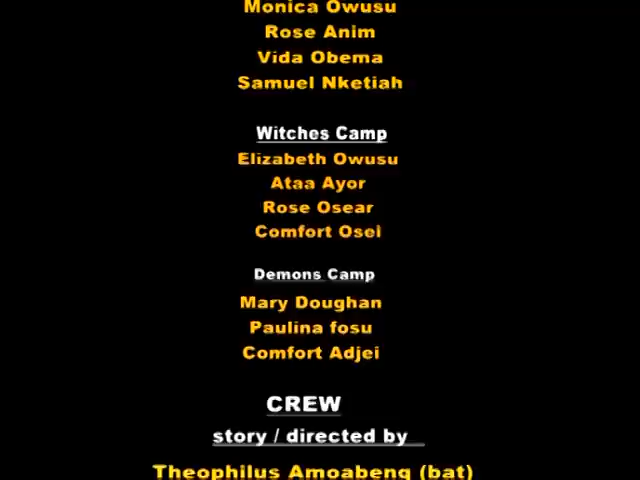 Monica Owusu
Rose Anim
Vida Obema
Samuel Nketiah
Witches Camp
Elizabeth Owusu
Ataa Ayor
Rose Osear
Comfort Osei
Demons Camp
Mary Doughan
Paulina fosu
Comfort Adjei
CREW
story / directed by
Theophilus Amoabeng (bat)